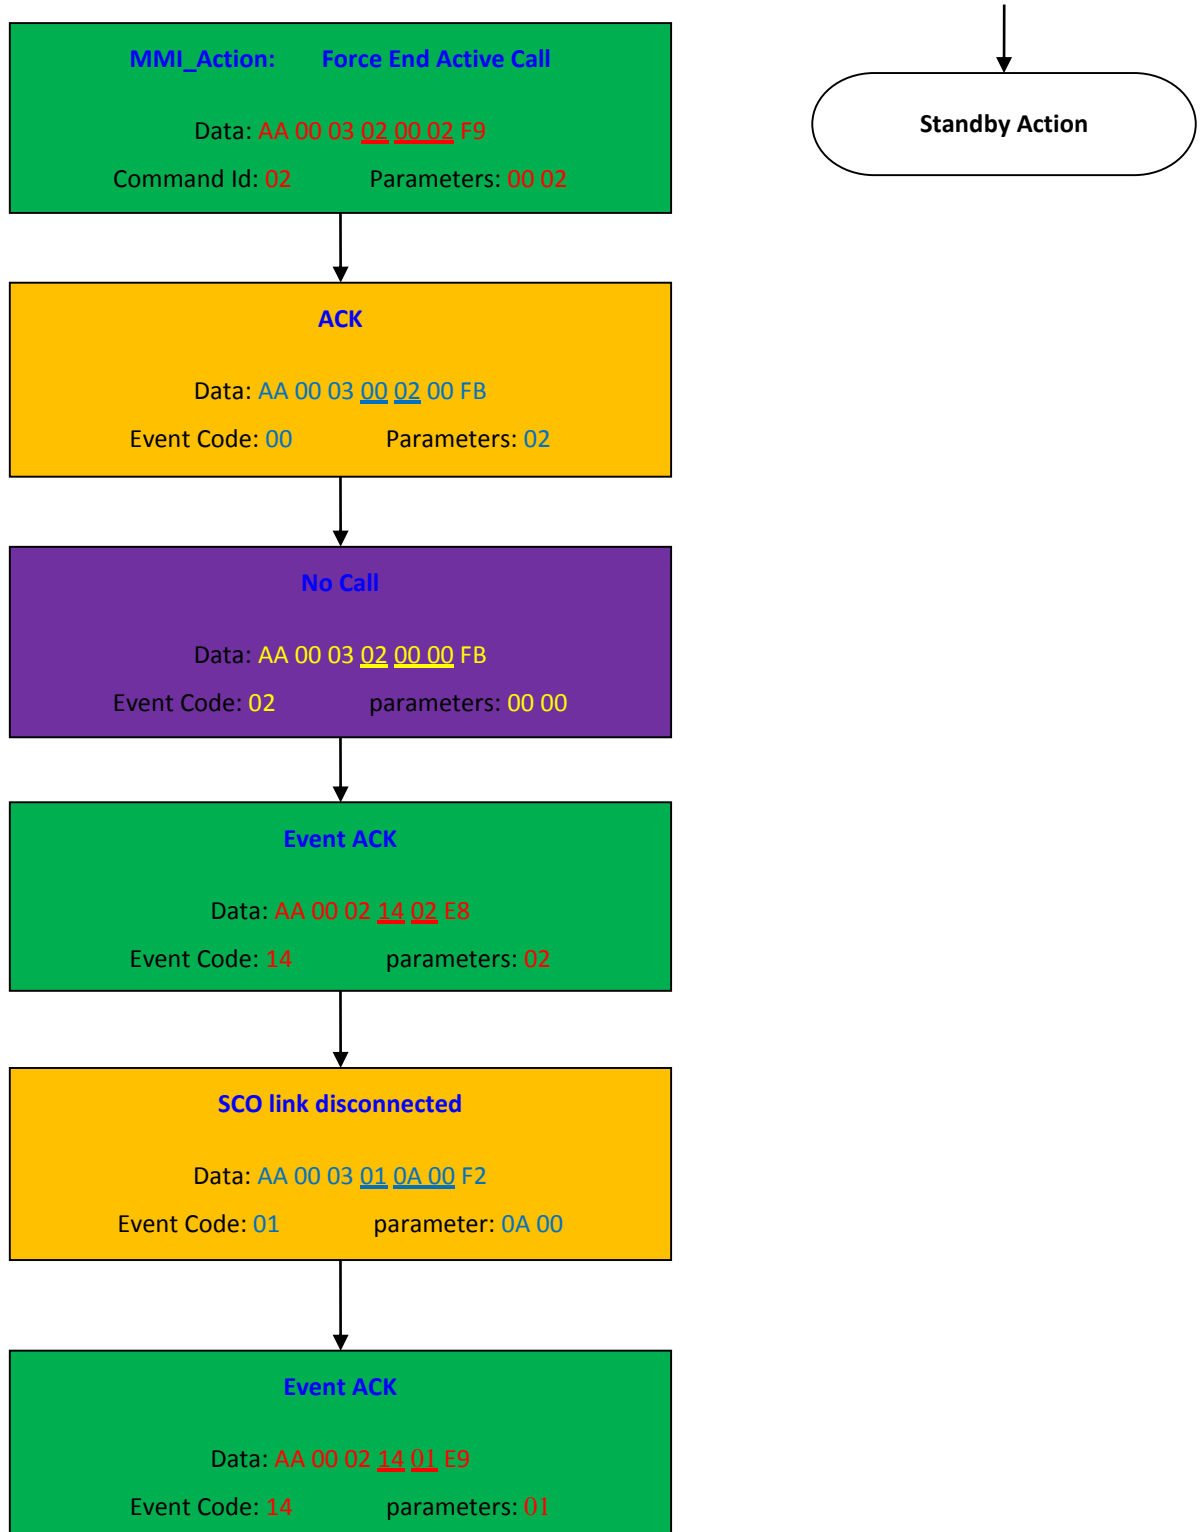 MMI_Action: Force End Active Call
Data: AA 00 03 02 00 02 F9
Command Id: 02 Parameters: 00 02
ACK
Data: AA 00 03 00 02 00 FB
Event Code: 00 Parameters: 02
No Call
Data: AA 00 03 02 00 00 FB
Event Code: 02 parameters: 00 00
Event ACK
Data: AA 00 02 14 02 E8
Event Code: 14 parameters: 02
SCO link disconnected
Data: AA 00 03 01 0A 00 F2
Event Code: 01 parameter: 0A 00
Event ACK
Data: AA 00 02 14 01 E9
Event Code: 14 parameters: 01
Standby Action